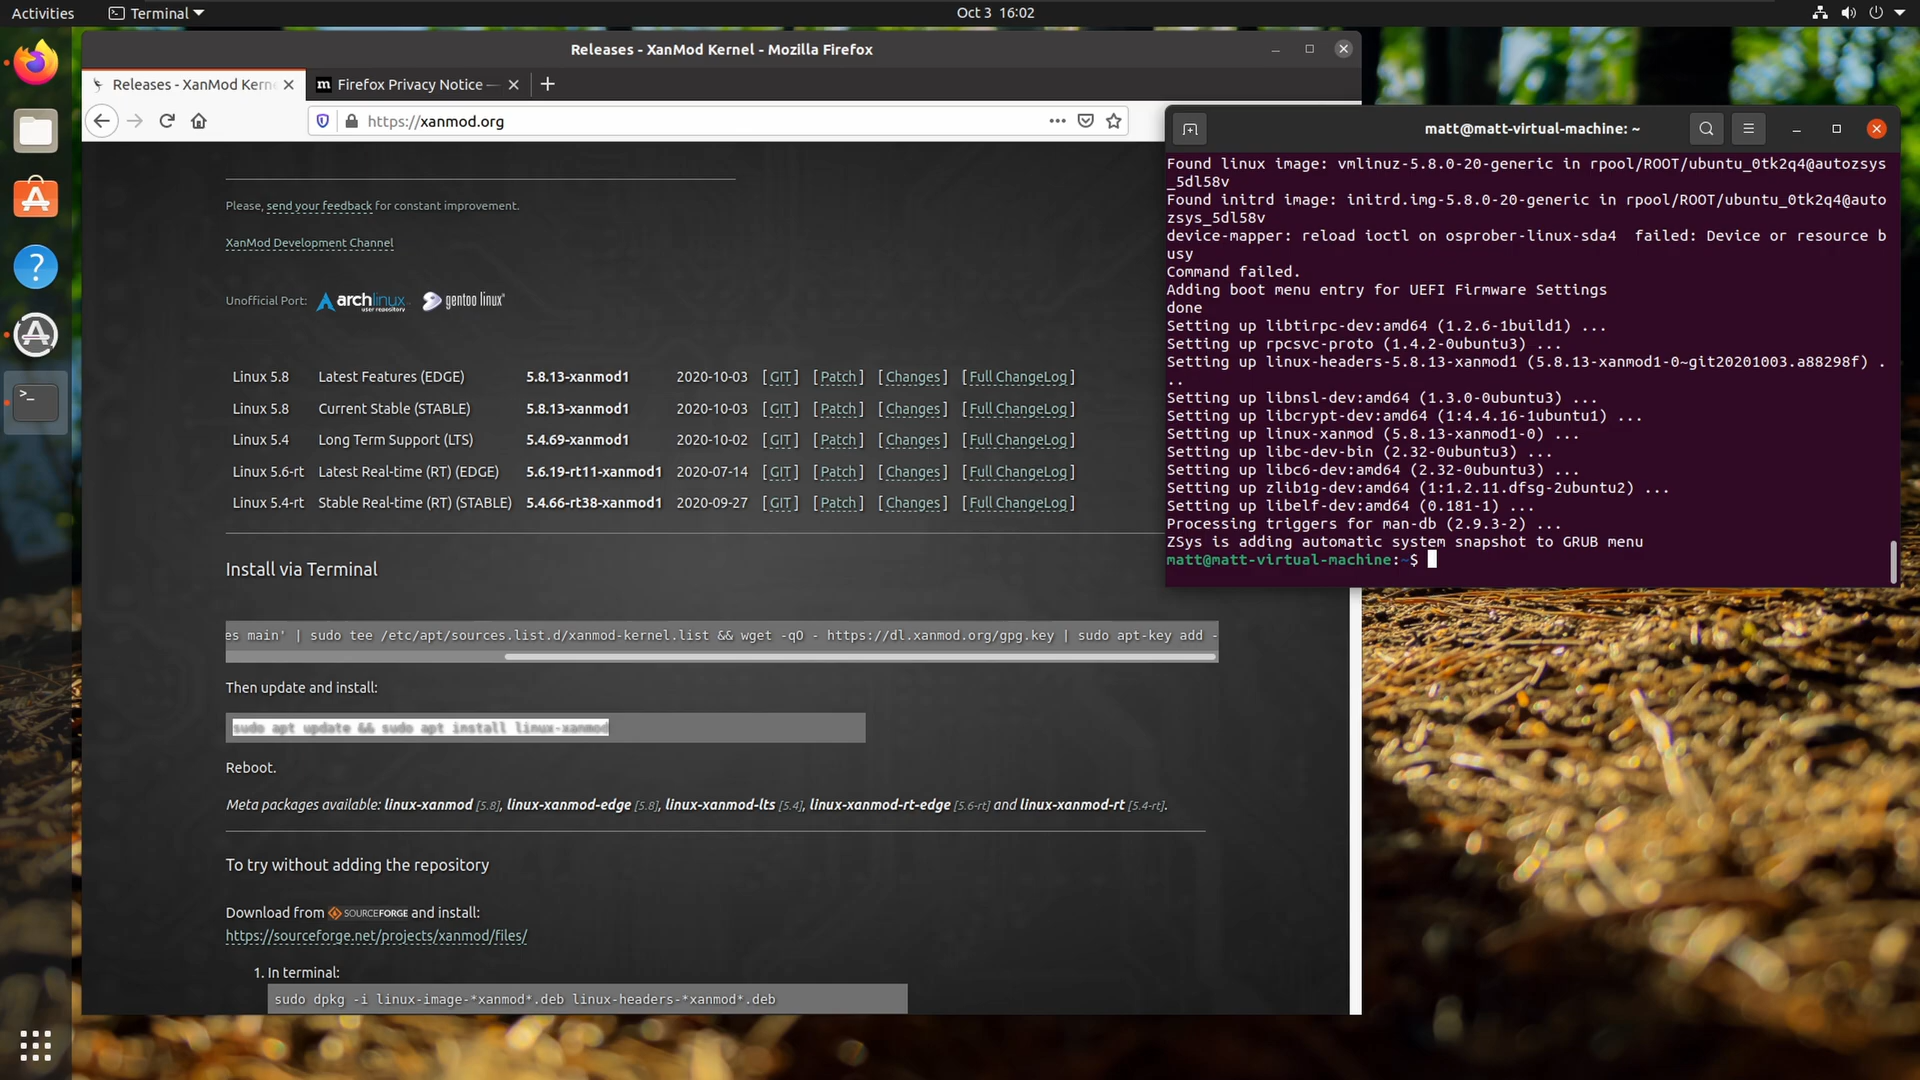 Activities
Terminal
Oct 3 16:02
Releases - XanMod Kernel - Mozilla Firefox
Releases - XanMod Kerne
Firefox Privacy Notice —
https://xanmod.org
Please, send your feedback for constant improvement.
XanMod Development Channel
Unofficial Port:
archlinux
user repository
gentoo linux
Linux 5.8 Latest Features (EDGE) 5.8.13-xanmod1 2020-10-03 [GIT] [Patch] [Changes] [Full ChangeLog]
Linux 5.8 Current Stable (STABLE) 5.8.13-xanmod1 2020-10-03 [GIT] [Patch] [Changes] [Full ChangeLog]
Linux 5.4 Long Term Support (LTS) 5.4.69-xanmod1 2020-10-02 [GIT] [Patch] [Changes] [Full ChangeLog]
Linux 5.6-rt Latest Real-time (RT) (EDGE) 5.6.19-rt11-xanmod1 2020-07-14 [GIT] [Patch] [Changes] [Full ChangeLog]
Linux 5.4-rt Stable Real-time (RT) (STABLE) 5.4.66-rt38-xanmod1 2020-09-27 [GIT] [Patch] [Changes] [Full ChangeLog]
Install via Terminal
es main' | sudo tee /etc/apt/sources.list.d/xanmod-kernel.list && wget -qO - https://dl.xanmod.org/gpg.key | sudo apt-key add -
Then update and install:
sudo apt update && sudo apt install linux-xanmod
Reboot.
Meta packages available: linux-xanmod [5.8], linux-xanmod-edge [5.8], linux-xanmod-lts [5.4], linux-xanmod-rt-edge [5.6-rt] and linux-xanmod-rt [5.4-rt].
To try without adding the repository
Download from SOURCEFORGE and install:
https://sourceforge.net/projects/xanmod/files/
1. In terminal:
sudo dpkg -i linux-image-*xanmod*.deb linux-headers-*xanmod*.deb
matt@matt-virtual-machine: ~
Found linux image: vmlinuz-5.8.0-20-generic in rpool/ROOT/ubuntu_0tk2q4@autozsys
_5dl58v
Found initrd image: initrd.img-5.8.0-20-generic in rpool/ROOT/ubuntu_0tk2q4@auto
zsys_5dl58v
device-mapper: reload ioctl on osprober-linux-sda4  failed: Device or resource b
usy
Command failed.
Adding boot menu entry for UEFI Firmware Settings
done
Setting up libtirpc-dev:amd64 (1.2.6-1build1) ...
Setting up rpcsvc-proto (1.4.2-0ubuntu3) ...
Setting up linux-headers-5.8.13-xanmod1 (5.8.13-xanmod1-0~git20201003.a88298f) .
..
Setting up libnsl-dev:amd64 (1.3.0-0ubuntu3) ...
Setting up libcrypt-dev:amd64 (1:4.4.16-1ubuntu1) ...
Setting up linux-xanmod (5.8.13-xanmod1-0) ...
Setting up libc-dev-bin (2.32-0ubuntu3) ...
Setting up libc6-dev:amd64 (2.32-0ubuntu3) ...
Setting up zlib1g-dev:amd64 (1:1.2.11.dfsg-2ubuntu2) ...
Setting up libelf-dev:amd64 (0.181-1) ...
Processing triggers for man-db (2.9.3-2) ...
ZSys is adding automatic system snapshot to GRUB menu
matt@matt-virtual-machine:~$